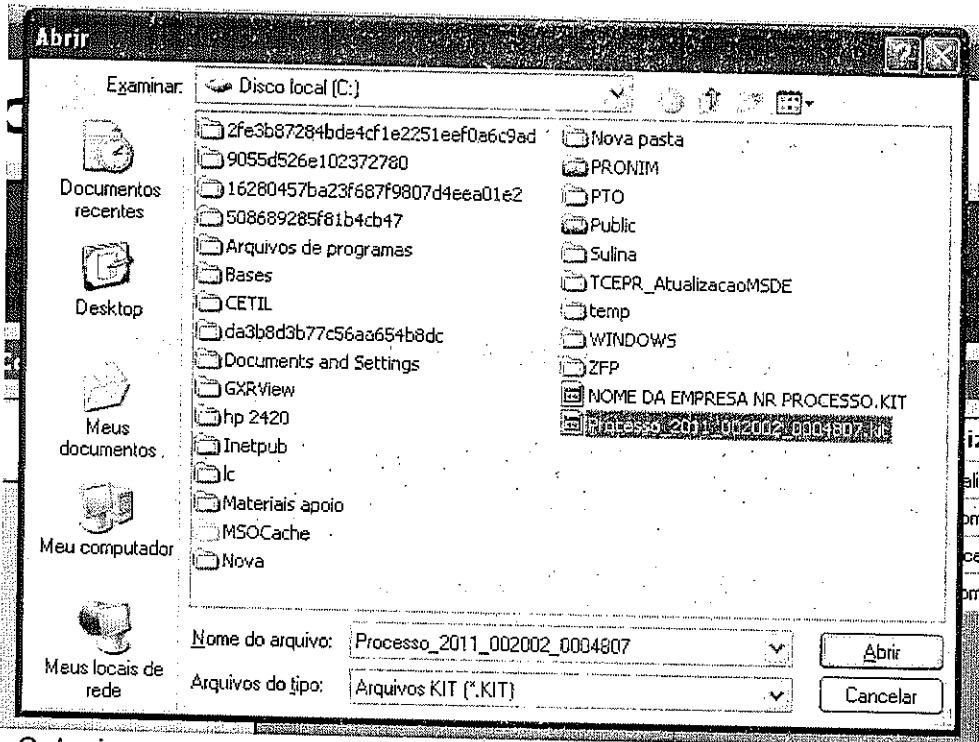 Abrir
Examinar:
Disco local (C:)
Documentos
recentes
Desktop
Meus
documentos
Meu computador
Meus locais de
rede
2fe3b87284bde4cf1e2251eef0a6c9ad
9055d526e102372780
16280457ba23f687f9807d4eea01e2
508689285f81b4cb47
Arquivos de programas
Bases
CETIL
da3b8d3b77c56aa654b8dc
Documents and Settings
GXRView
hp 2420
Inetpub
lc
Materiais apoio
MSOCache
Nova
Nova pasta
PRONIM
PTO
Public
Sulina
TCEPR_AtualizacaoMSDE
temp
WINDOWS
ZFP
NOME DA EMPRESA NR PROCESSO.KIT
Processo_2011_002002_0004807.kit
Nome do arquivo:
Processo_2011_002002_0004807
Abrir
Arquivos do tipo:
Arquivos KIT (*.KIT)
Cancelar